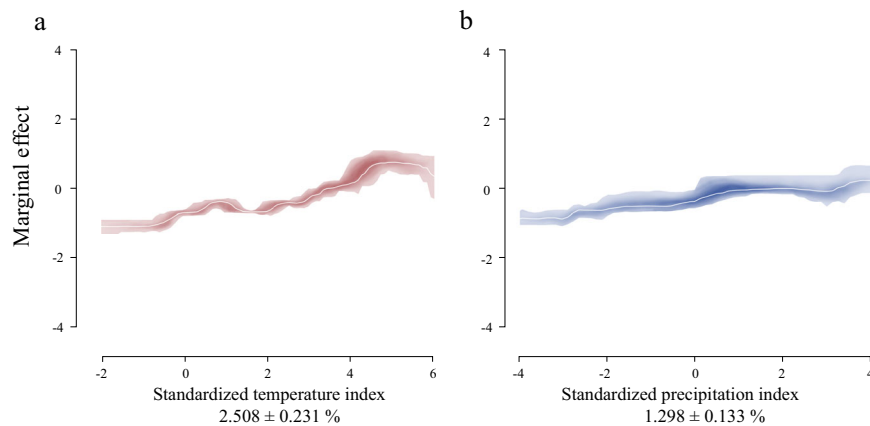 a
b
Marginal effect
4
2
0
-2
-4
-2 0 2 4 6
Standardized temperature index
2.508 ± 0.231 %
4
2
0
-2
-4
-4 -2 0 2 4
Standardized precipitation index
1.298 ± 0.133 %